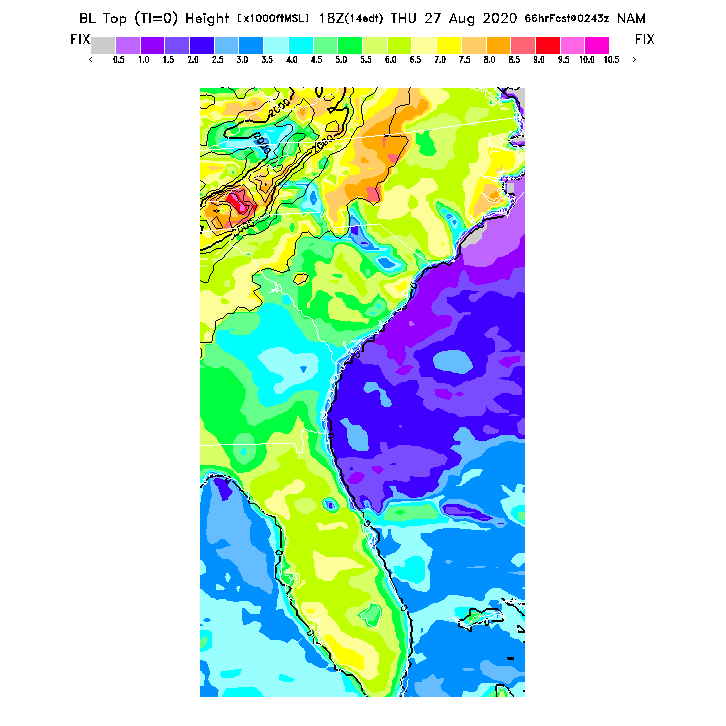 BL Top (TI=0) Height [x1000ftMSL] 18Z(14edt) THU 27 Aug 2020 66hrFcst@0243z NAM
FIX FIX
< 0.5 1.0 1.5 2.0 2.5 3.0 3.5 4.0 4.5 5.0 5.5 6.0 6.5 7.0 7.5 8.0 8.5 9.0 9.5 10.0 10.5 >
2000
2000
2000